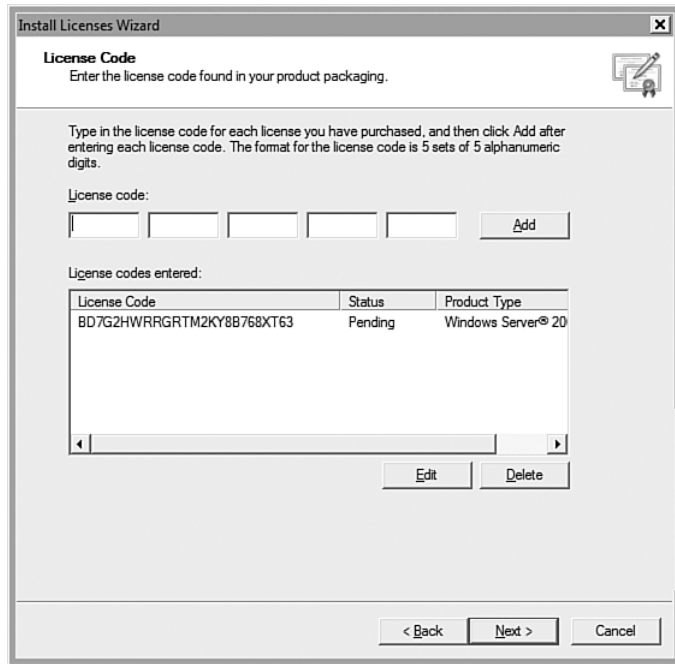 Install Licenses Wizard
License Code
Enter the license code found in your product packaging.
Type in the license code for each license you have purchased, and then click Add after
entering each license code. The format for the license code is 5 sets of 5 alphanumeric
digits.
License code:
Add
License codes entered:
License Code Status Product Type
BD7G2HWRRGRTM2KY8B768XT63 Pending Windows Server® 20
Edit Delete
< Back Next > Cancel